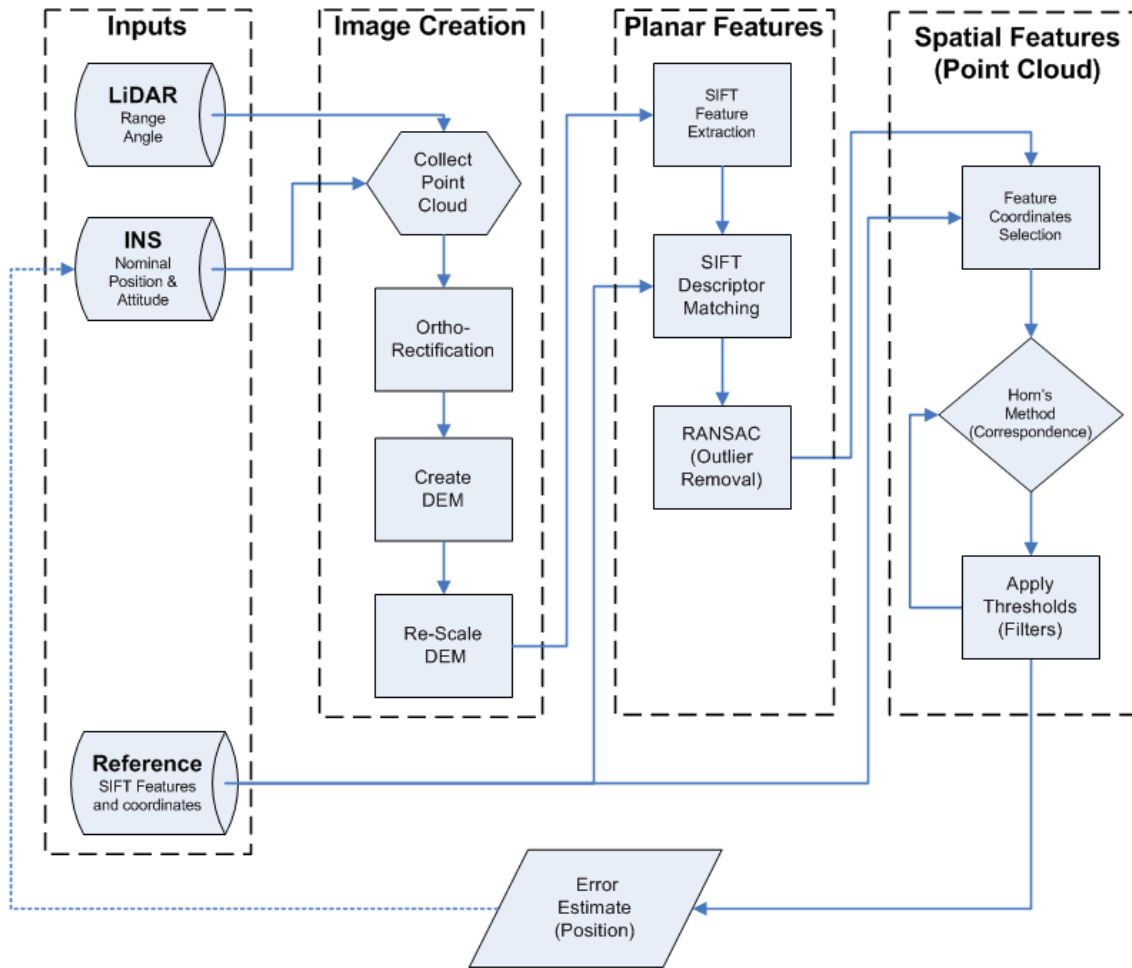 Inputs
LiDAR
Range
Angle
INS
Nominal
Position &
Attitude
Reference
SIFT Features
and coordinates
Image Creation
Collect
Point
Cloud
Ortho-
Rectification
Create
DEM
Re-Scale
DEM
Planar Features
SIFT
Feature
Extraction
SIFT
Descriptor
Matching
RANSAC
(Outlier
Removal)
Spatial Features
(Point Cloud)
Feature
Coordinates
Selection
Horn's
Method
(Correspondence)
Apply
Thresholds
(Filters)
Error
Estimate
(Position)